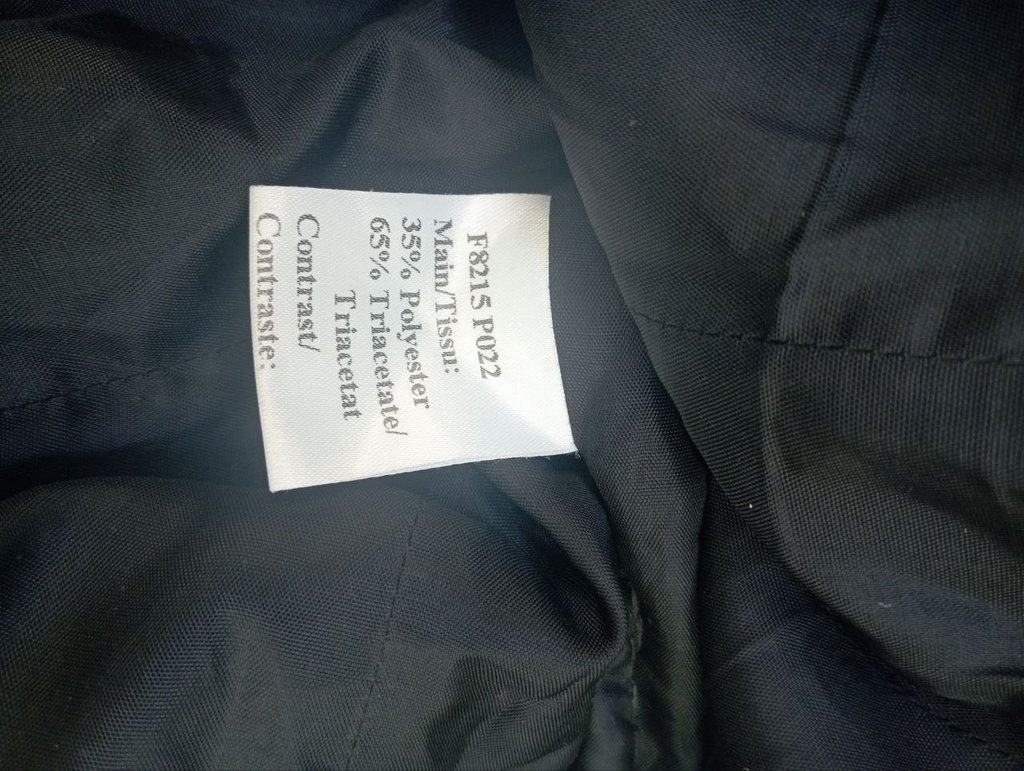 F8215 P022
Main/Tissu:
35% Polyester
65% Triacetate/
Triacetat
Contrast/
Contraste: